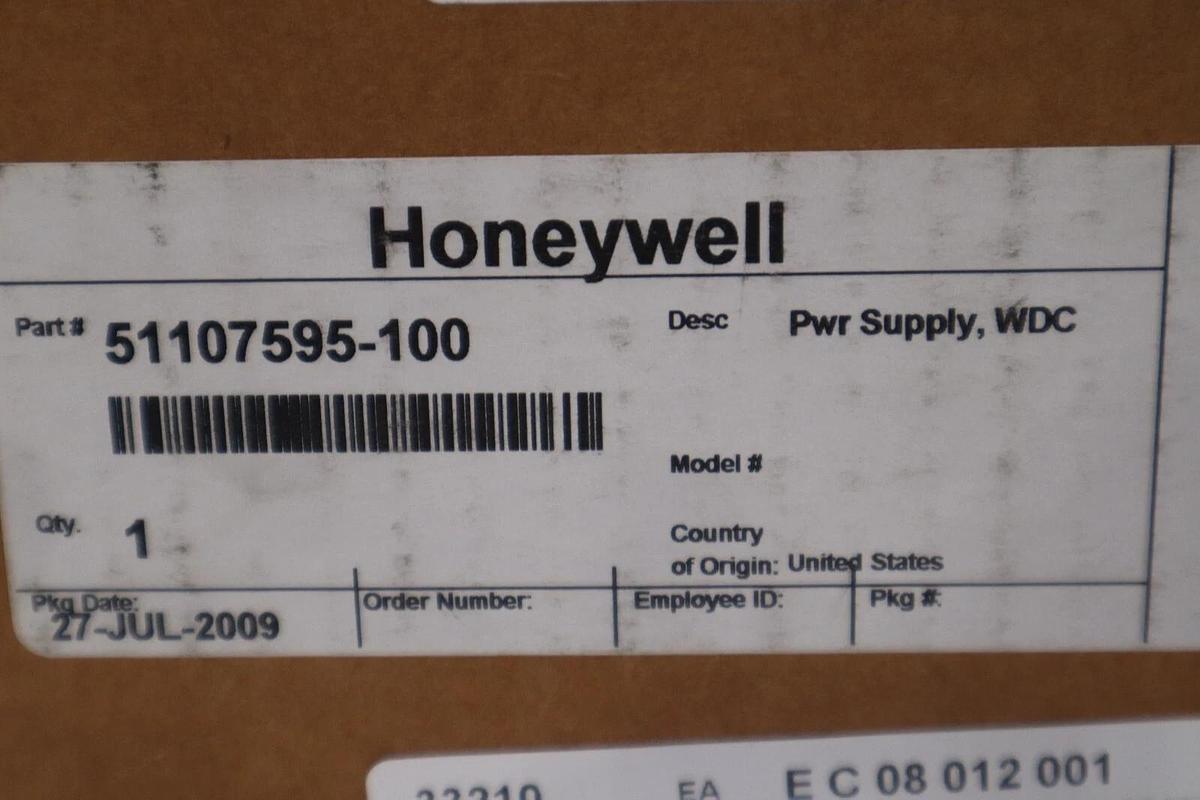 Honeywell
Part # 51107595-100
Desc Pwr Supply, WDC
Model #
Qty. 1
Country
of Origin: United States
Pkg Date: Order Number: Employee ID: Pkg #:
27-JUL-2009
EA E C 08 012 001